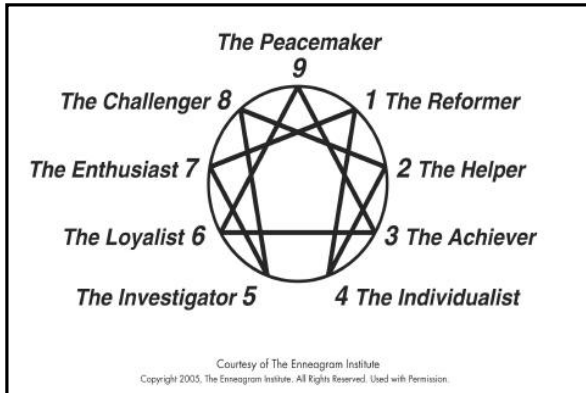 The Peacemaker
9
The Challenger 8
1 The Reformer
The Enthusiast 7
2 The Helper
The Loyalist 6
3 The Achiever
The Investigator 5
4 The Individualist
Courtesy of The Enneagram Institute
Copyright 2005, The Enneagram Institute. All Rights Reserved. Used with Permission.